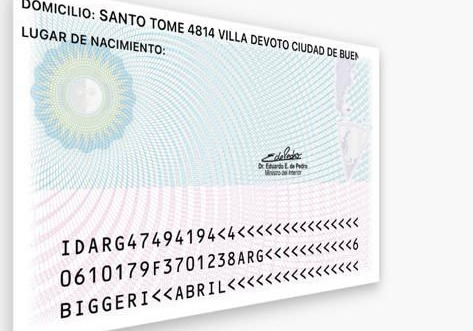 DOMICILIO: SANTO TOME 4814 VILLA DEVOTO CIUDAD DE BUEN
LUGAR DE NACIMIENTO:
Dr. Eduardo E. de Pedro
Ministro del Interior
IDARG47494194<4<<<<<<<<<<<<<<<
0610179F3701238ARG<<<<<<<<<<<6
BIGGERI<<ABRIL<<<<<<<<<<<<<<<<